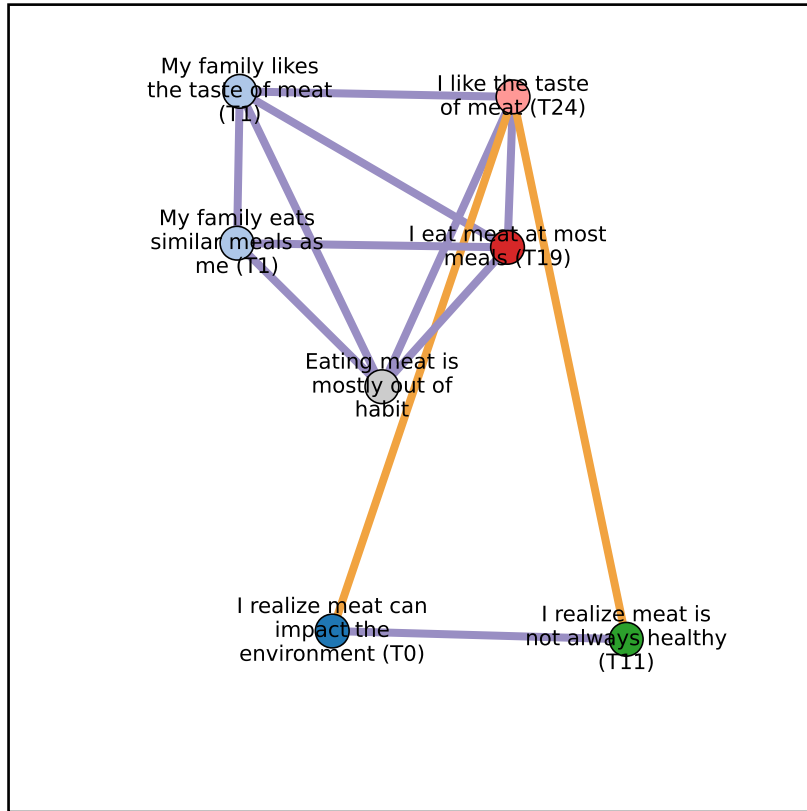 My family likes
the taste of meat
(T1)
I like the taste
of meat (T24)
My family eats
similar meals as
me (T1)
I eat meat at most
meals (T19)
Eating meat is
mostly out of
habit
I realize meat can
impact the
environment (T0)
I realize meat is
not always healthy
(T11)